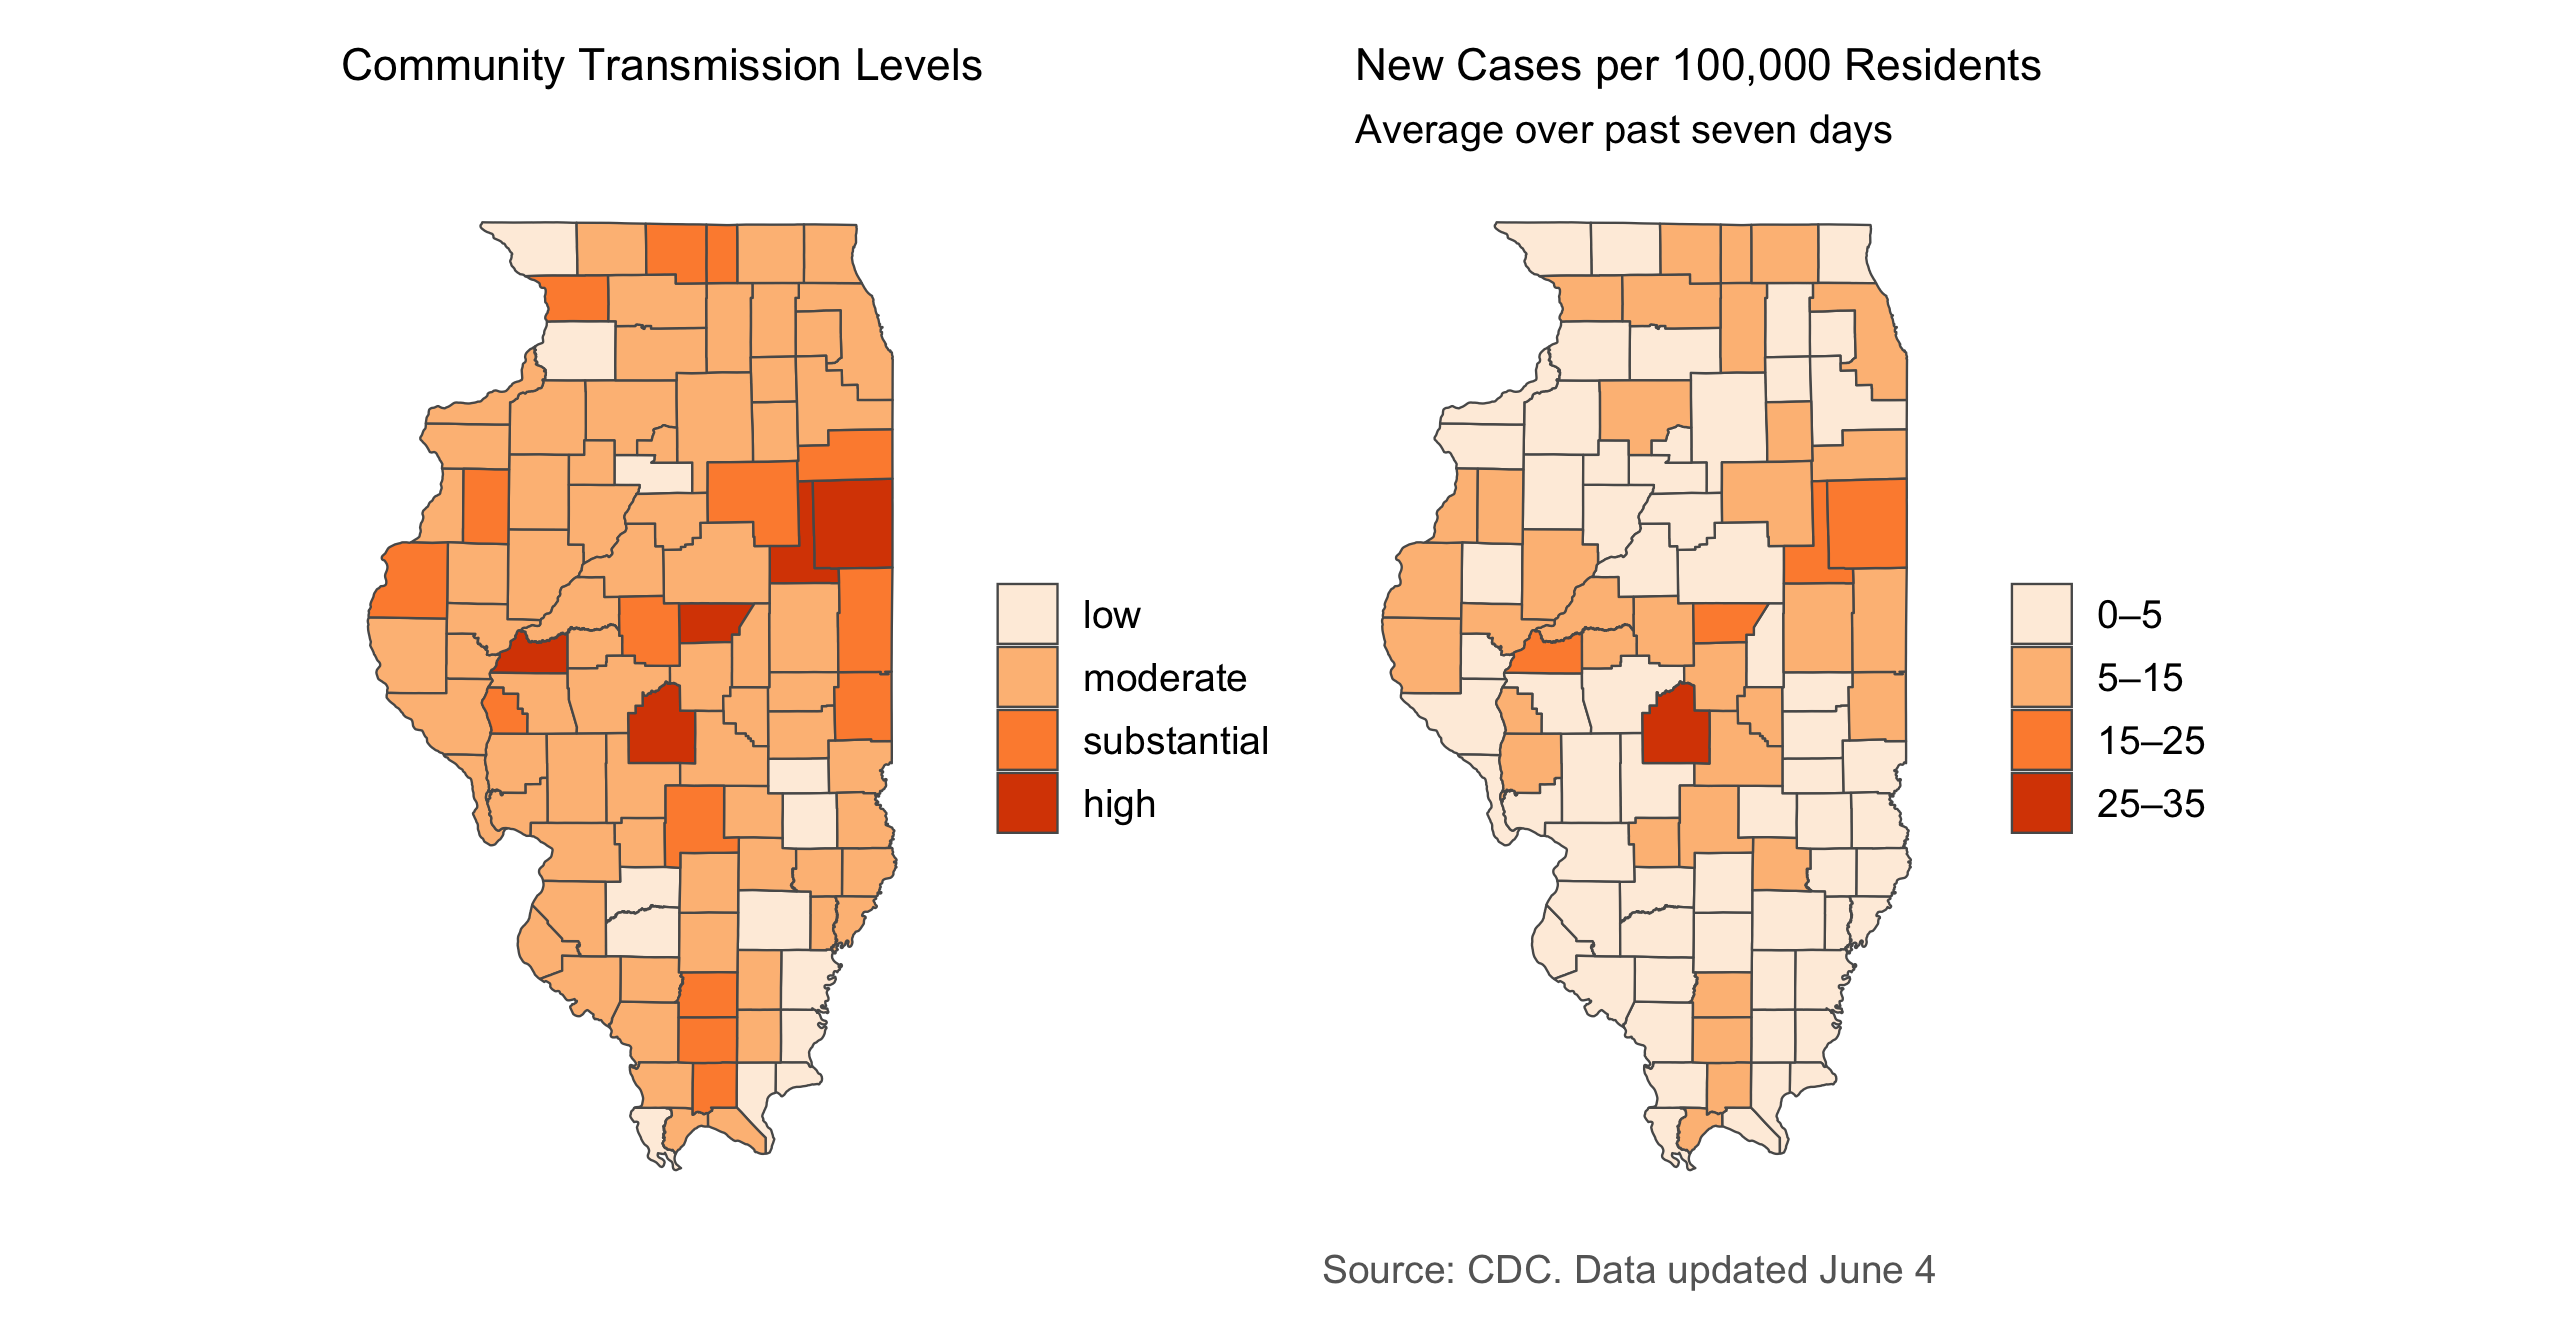 Community Transmission Levels
low
moderate
substantial
high
New Cases per 100,000 Residents
Average over past seven days
0–5
5–15
15–25
25–35
Source: CDC. Data updated June 4